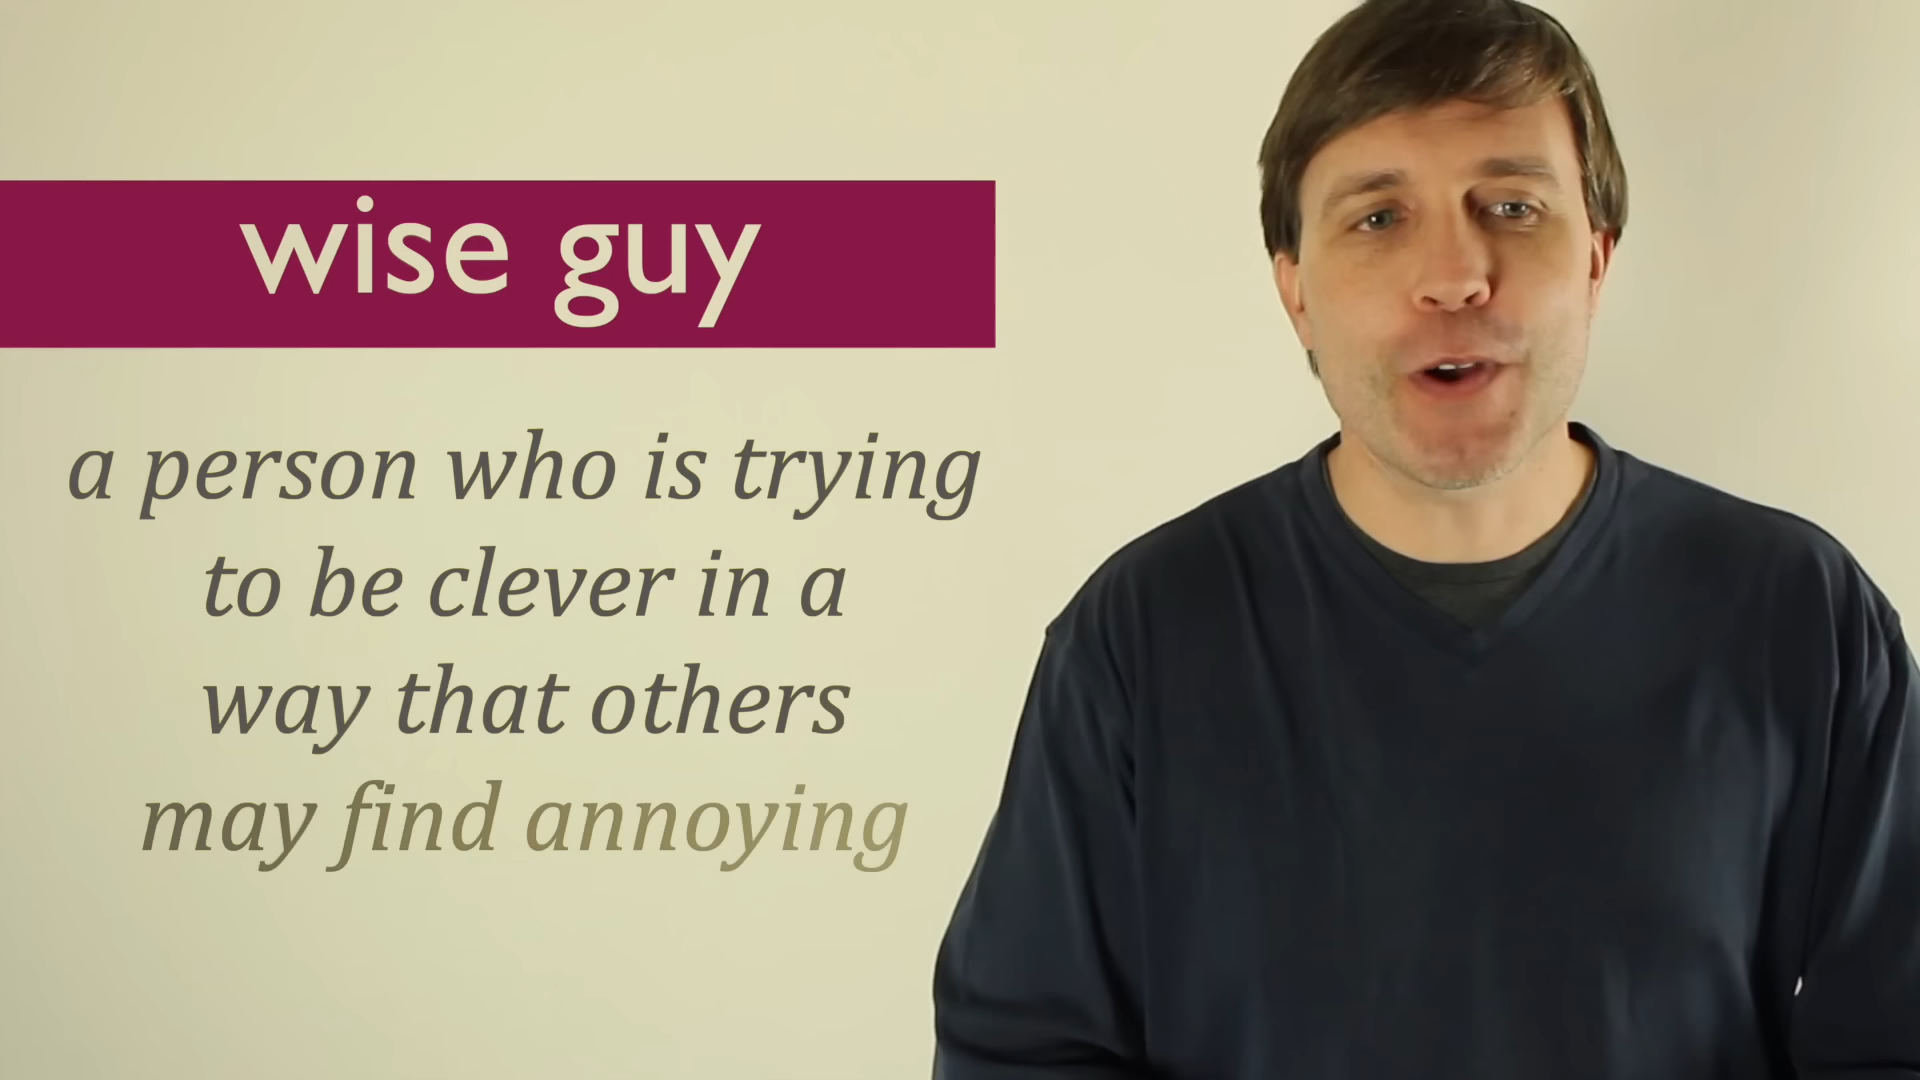 wise guy
a person who is trying
to be clever in a
way that others
may find annoying